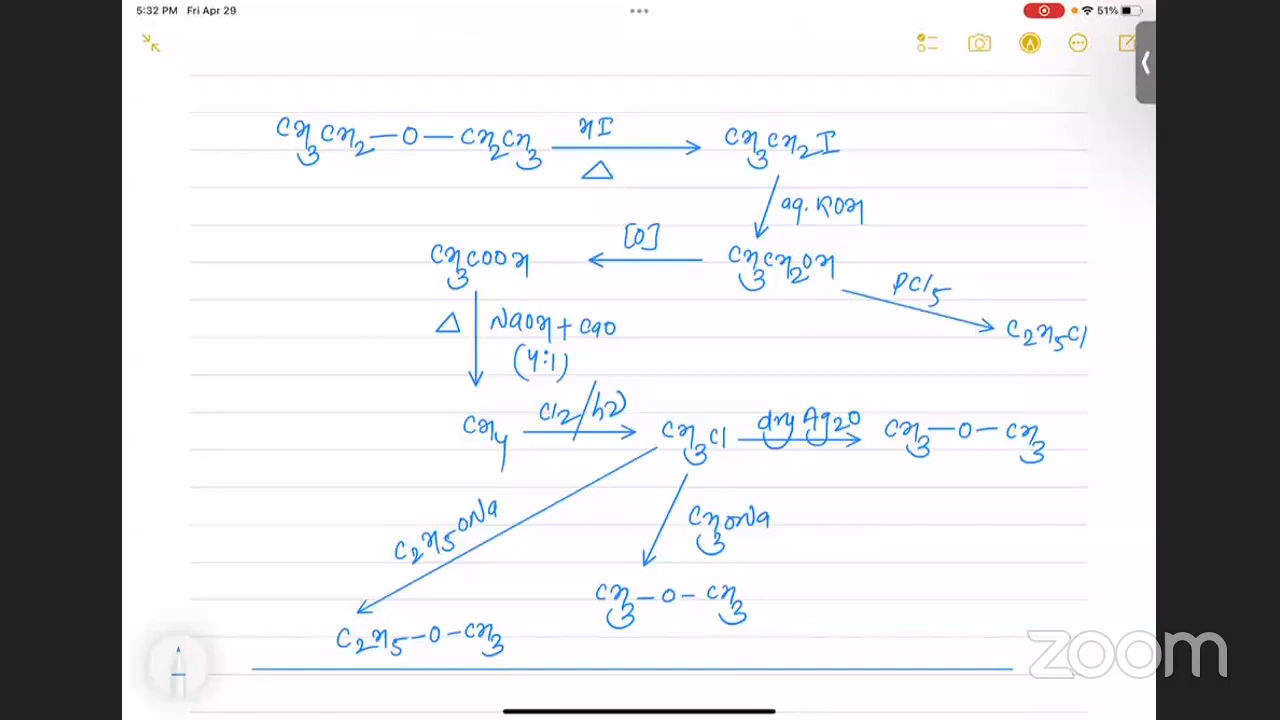 5:32 PM Fri Apr 29
51%
CH3CH2—O—CH2CH3 HI △ CH3CH2I
aq. KOH
CH3COOH [O] CH3CH2OH
PCl5
C2H5Cl
△ NaOH + CaO
(4:1)
CH4 Cl2/hν CH3Cl dry Ag2O CH3—O—CH3
C2H5ONa
CH3ONa
CH3—O—CH3
C2H5—O—CH3
zoom